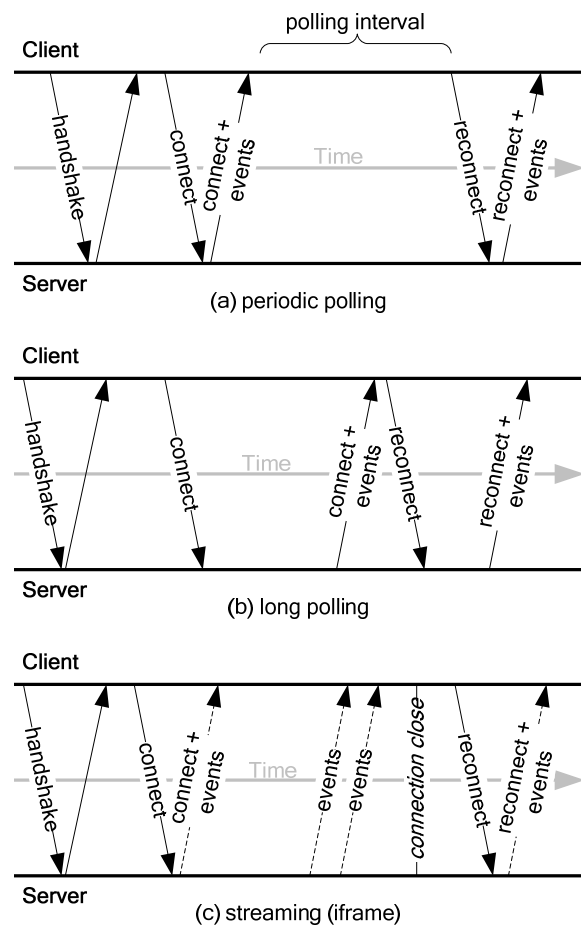 polling interval
Client
handshake
connect
connect +
events
Time
reconnect
reconnect +
events
Server
(a) periodic polling
Client
handshake
connect
Time
connect +
events
reconnect
reconnect +
events
Server
(b) long polling
Client
handshake
connect
connect +
events
Time
events
events
connection close
reconnect
reconnect +
events
Server
(c) streaming (iframe)